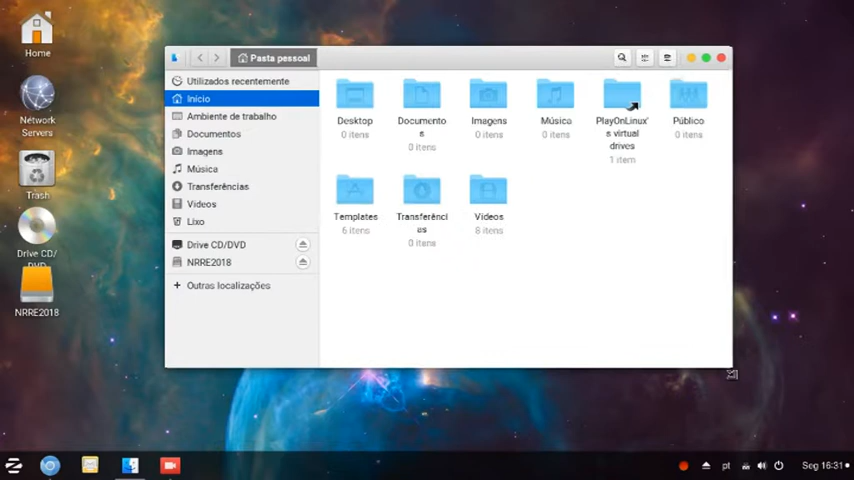 Home
Network
Servers
Trash
Drive CD/
DVD
NRRE2018
Pasta pessoal
Utilizados recentemente
Início
Ambiente de trabalho
Documentos
Imagens
Música
Transferências
Vídeos
Lixo
Drive CD/DVD
NRRE2018
+ Outras localizações
Desktop
0 itens
Documento
s
0 itens
Imagens
0 itens
Música
0 itens
PlayOnLinux'
s virtual
drives
1 item
Público
0 itens
Templates
6 itens
Transferênci
as
0 itens
Vídeos
8 itens
pt
Seg 16:31